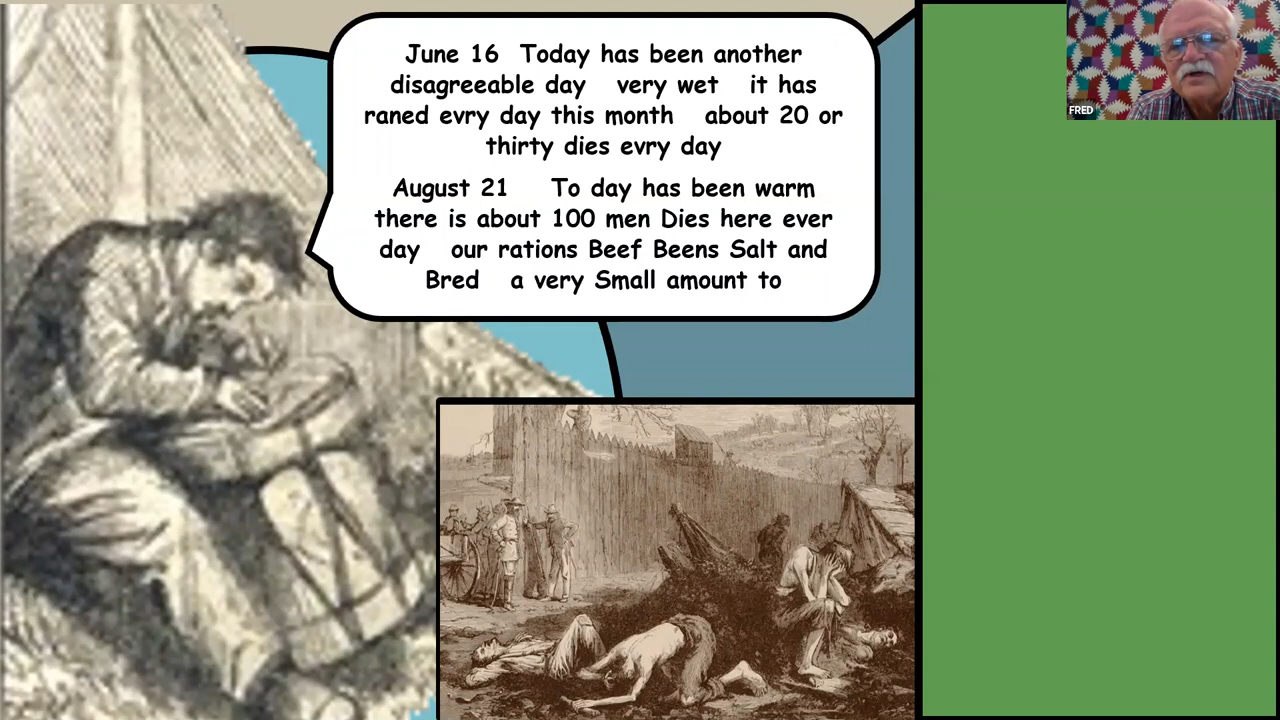 June 16 Today has been another
disagreeable day very wet it has
raned evry day this month about 20 or
thirty dies evry day
August 21 To day has been warm
there is about 100 men Dies here ever
day our rations Beef Beens Salt and
Bred a very Small amount to
FRED